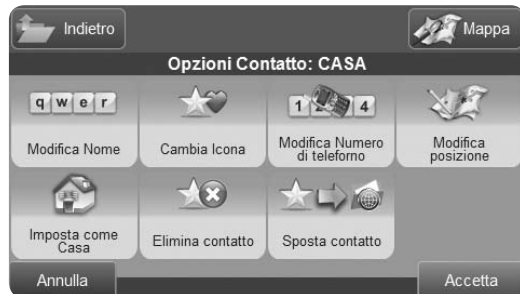 Indietro
Mappa
Opzioni Contatto: CASA
q w e r
1 2 4
Modifica Nome
Cambia Icona
Modifica Numero
di teleforno
Modifica
posizione
Imposta come
Casa
Elimina contatto
Sposta contatto
Annulla
Accetta